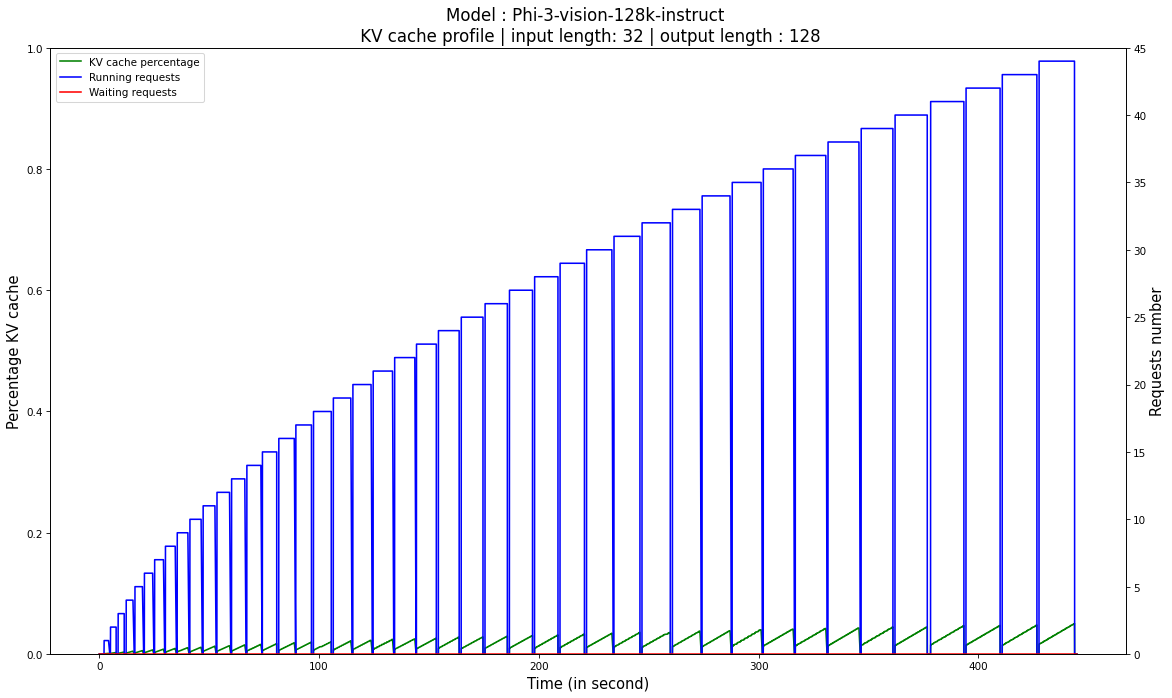 Model : Phi-3-vision-128k-instruct
KV cache profile | input length: 32 | output length : 128
KV cache percentage
Running requests
Waiting requests
Percentage KV cache
1.0
0.8
0.6
0.4
0.2
0.0
45
40
35
30
25
20
15
10
5
0
Requests number
0 100 200 300 400
Time (in second)